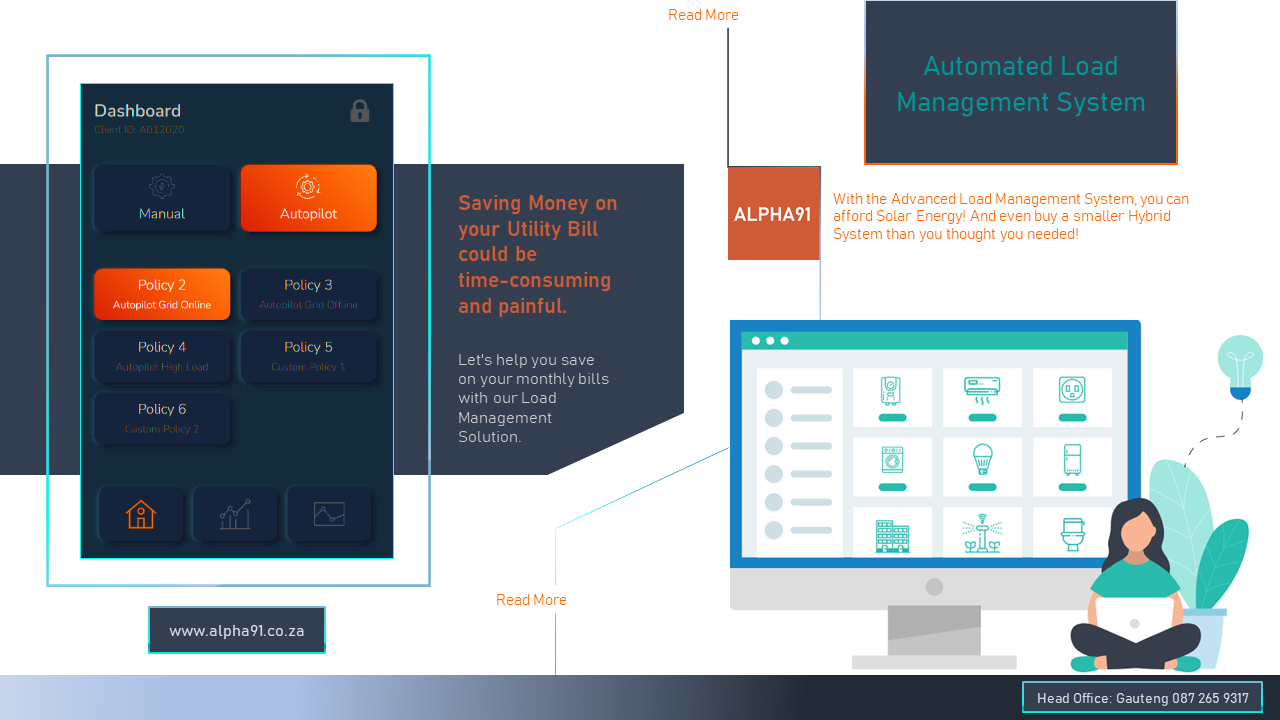 Read More
Automated Load
Management System
Dashboard
Client ID: A012020
Manual
Autopilot
Policy 2
Autopilot Grid Online
Policy 3
Autopilot Grid Offline
Policy 4
Autopilot High Load
Policy 5
Custom Policy 1
Policy 6
Custom Policy 2
Saving Money on
your Utility Bill
could be
time-consuming
and painful.
Let's help you save
on your monthly bills
with our Load
Management
Solution.
ALPHA91
With the Advanced Load Management System, you can
afford Solar Energy! And even buy a smaller Hybrid
System than you thought you needed!
Read More
www.alpha91.co.za
Head Office: Gauteng 087 265 9317